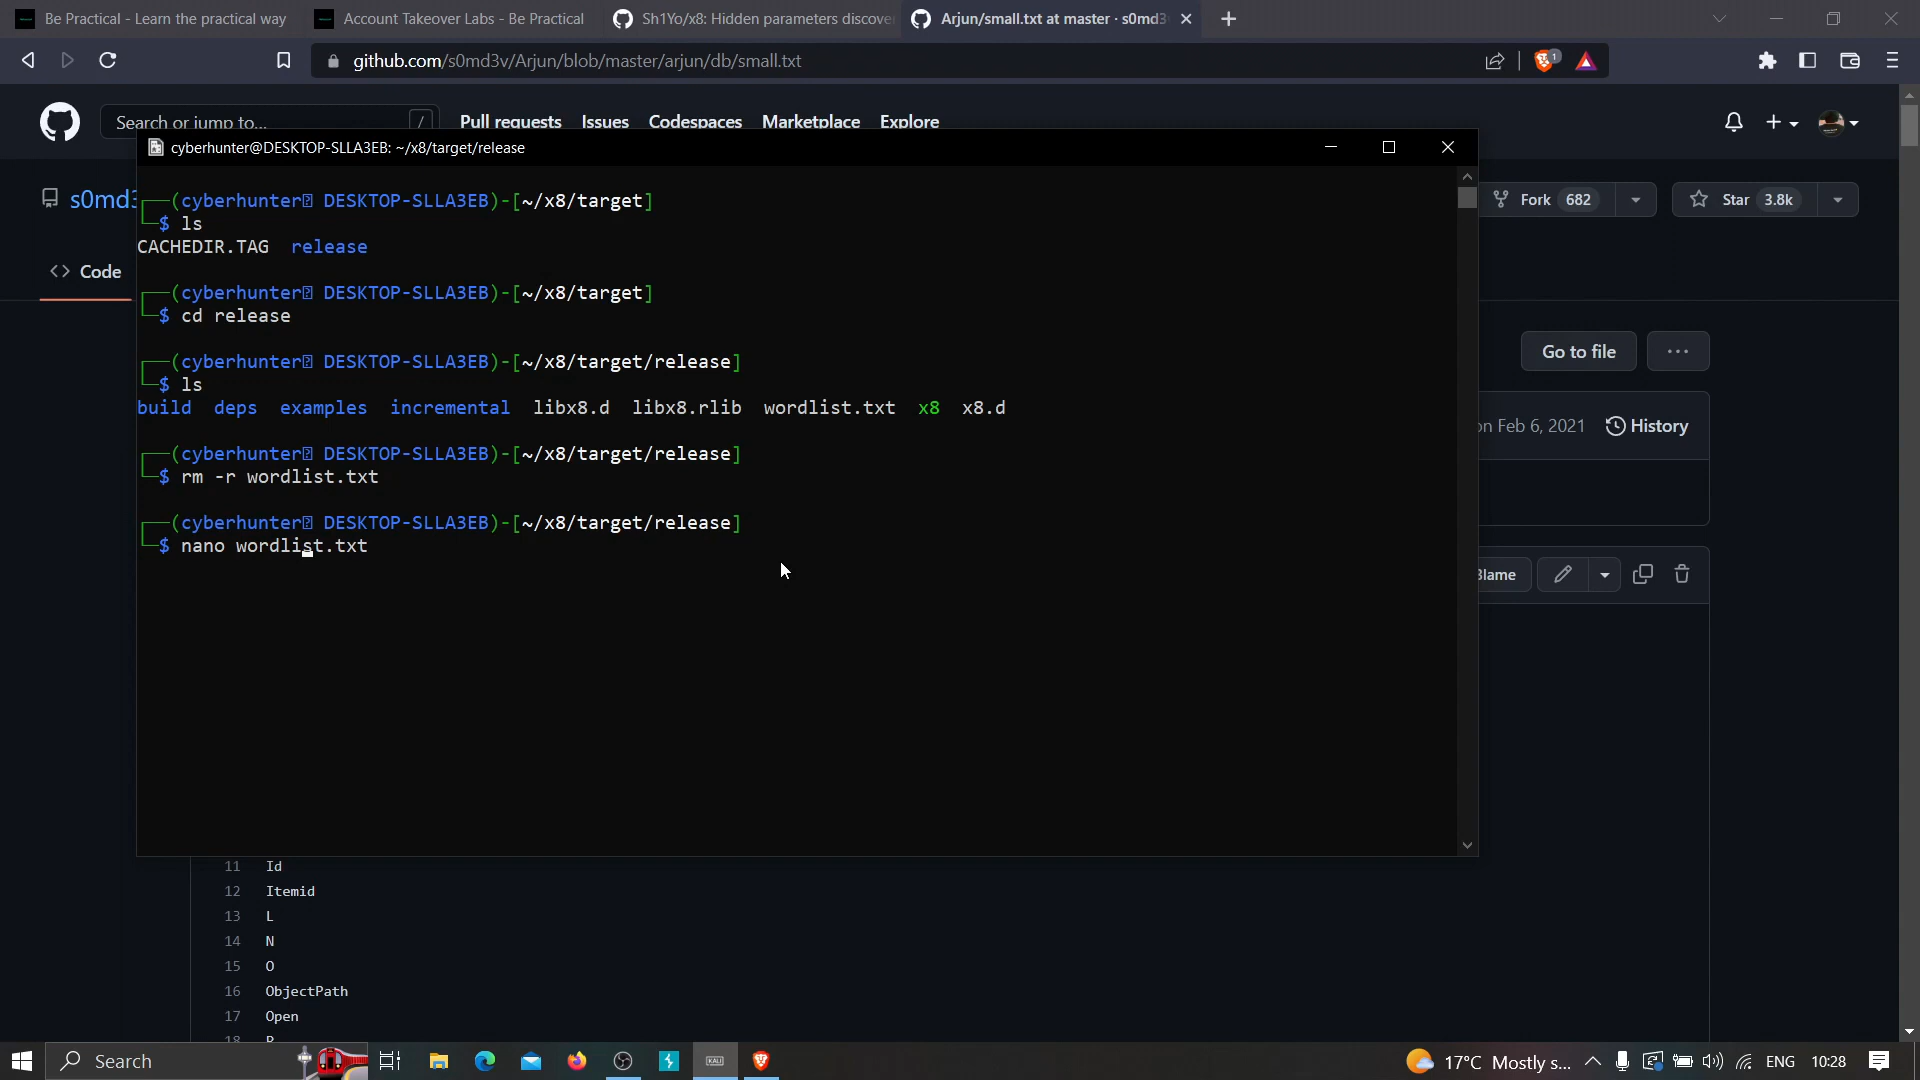 Be Practical - Learn the practical way
Account Takeover Labs - Be Practical
Sh1Yo/x8: Hidden parameters discove
Arjun/small.txt at master · s0md3
github.com/s0md3v/Arjun/blob/master/arjun/db/small.txt
1
Search or jump to...
/
Pull requests
Issues
Codespaces
Marketplace
Explore
cyberhunter@DESKTOP-SLLA3EB: ~/x8/target/release
s0md3
Fork 682
Star 3.8k
Code
Go to file
on Feb 6, 2021
History
Blame
┌──(cyberhunter DESKTOP-SLLA3EB)-[~/x8/target]
└─$ ls
CACHEDIR.TAG release
┌──(cyberhunter DESKTOP-SLLA3EB)-[~/x8/target]
└─$ cd release
┌──(cyberhunter DESKTOP-SLLA3EB)-[~/x8/target/release]
└─$ ls
build deps examples incremental libx8.d libx8.rlib wordlist.txt x8 x8.d
┌──(cyberhunter DESKTOP-SLLA3EB)-[~/x8/target/release]
└─$ rm -r wordlist.txt
┌──(cyberhunter DESKTOP-SLLA3EB)-[~/x8/target/release]
└─$ nano wordlist.txt
11 Id
12 Itemid
13 L
14 N
15 O
16 ObjectPath
17 Open
18
Search
KALI
17°C Mostly s...
ENG
10:28